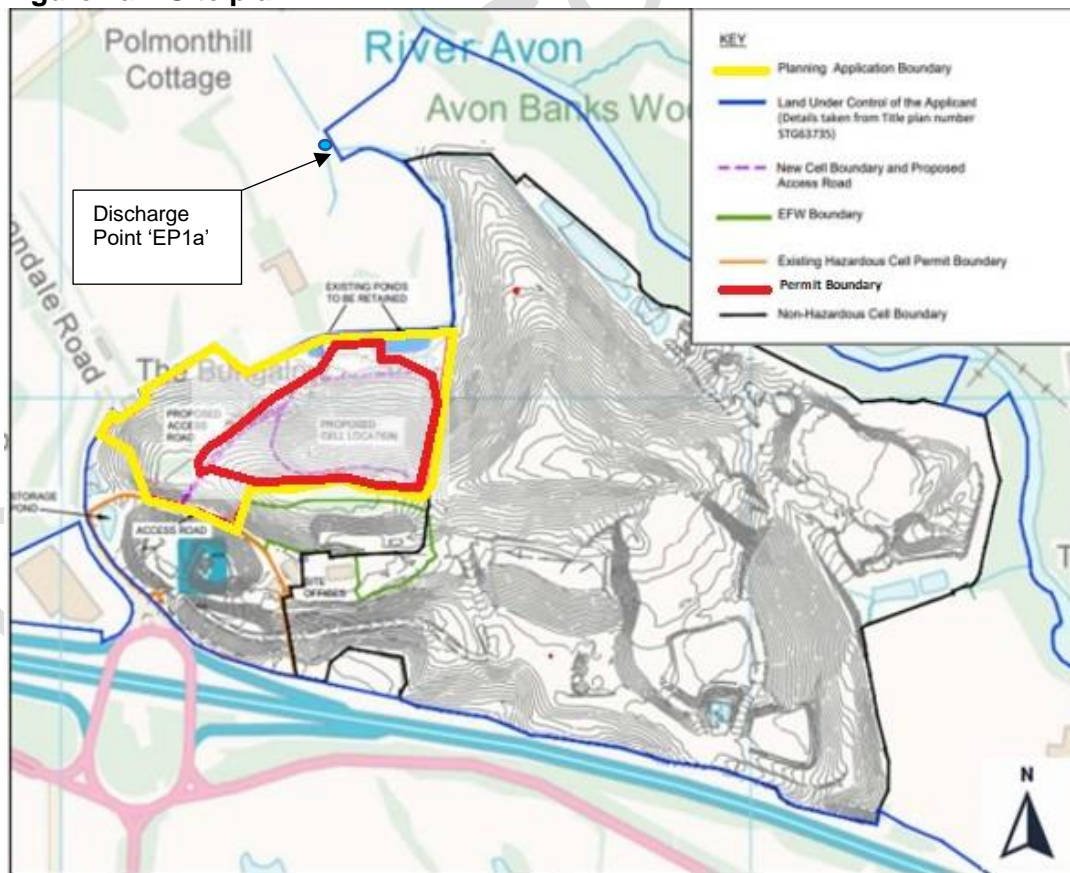 Polmonthill
Cottage
River Avon
Avon Banks Woo
Discharge
Point ‘EP1a’
ondale Road
EXISTING PONDS
TO BE RETAINED
The Bungalow
PROPOSED
ACCESS
ROAD
PROPOSED
CELL LOCATION
STORAGE
POND
ACCESS ROAD
SITE
OFFICES
KEY
Planning Application Boundary
Land Under Control of the Applicant
(Details taken from Title plan number
STG63735)
New Cell Boundary and Proposed
Access Road
EFW Boundary
Existing Hazardous Cell Permit Boundary
Permit Boundary
Non-Hazardous Cell Boundary
T
N